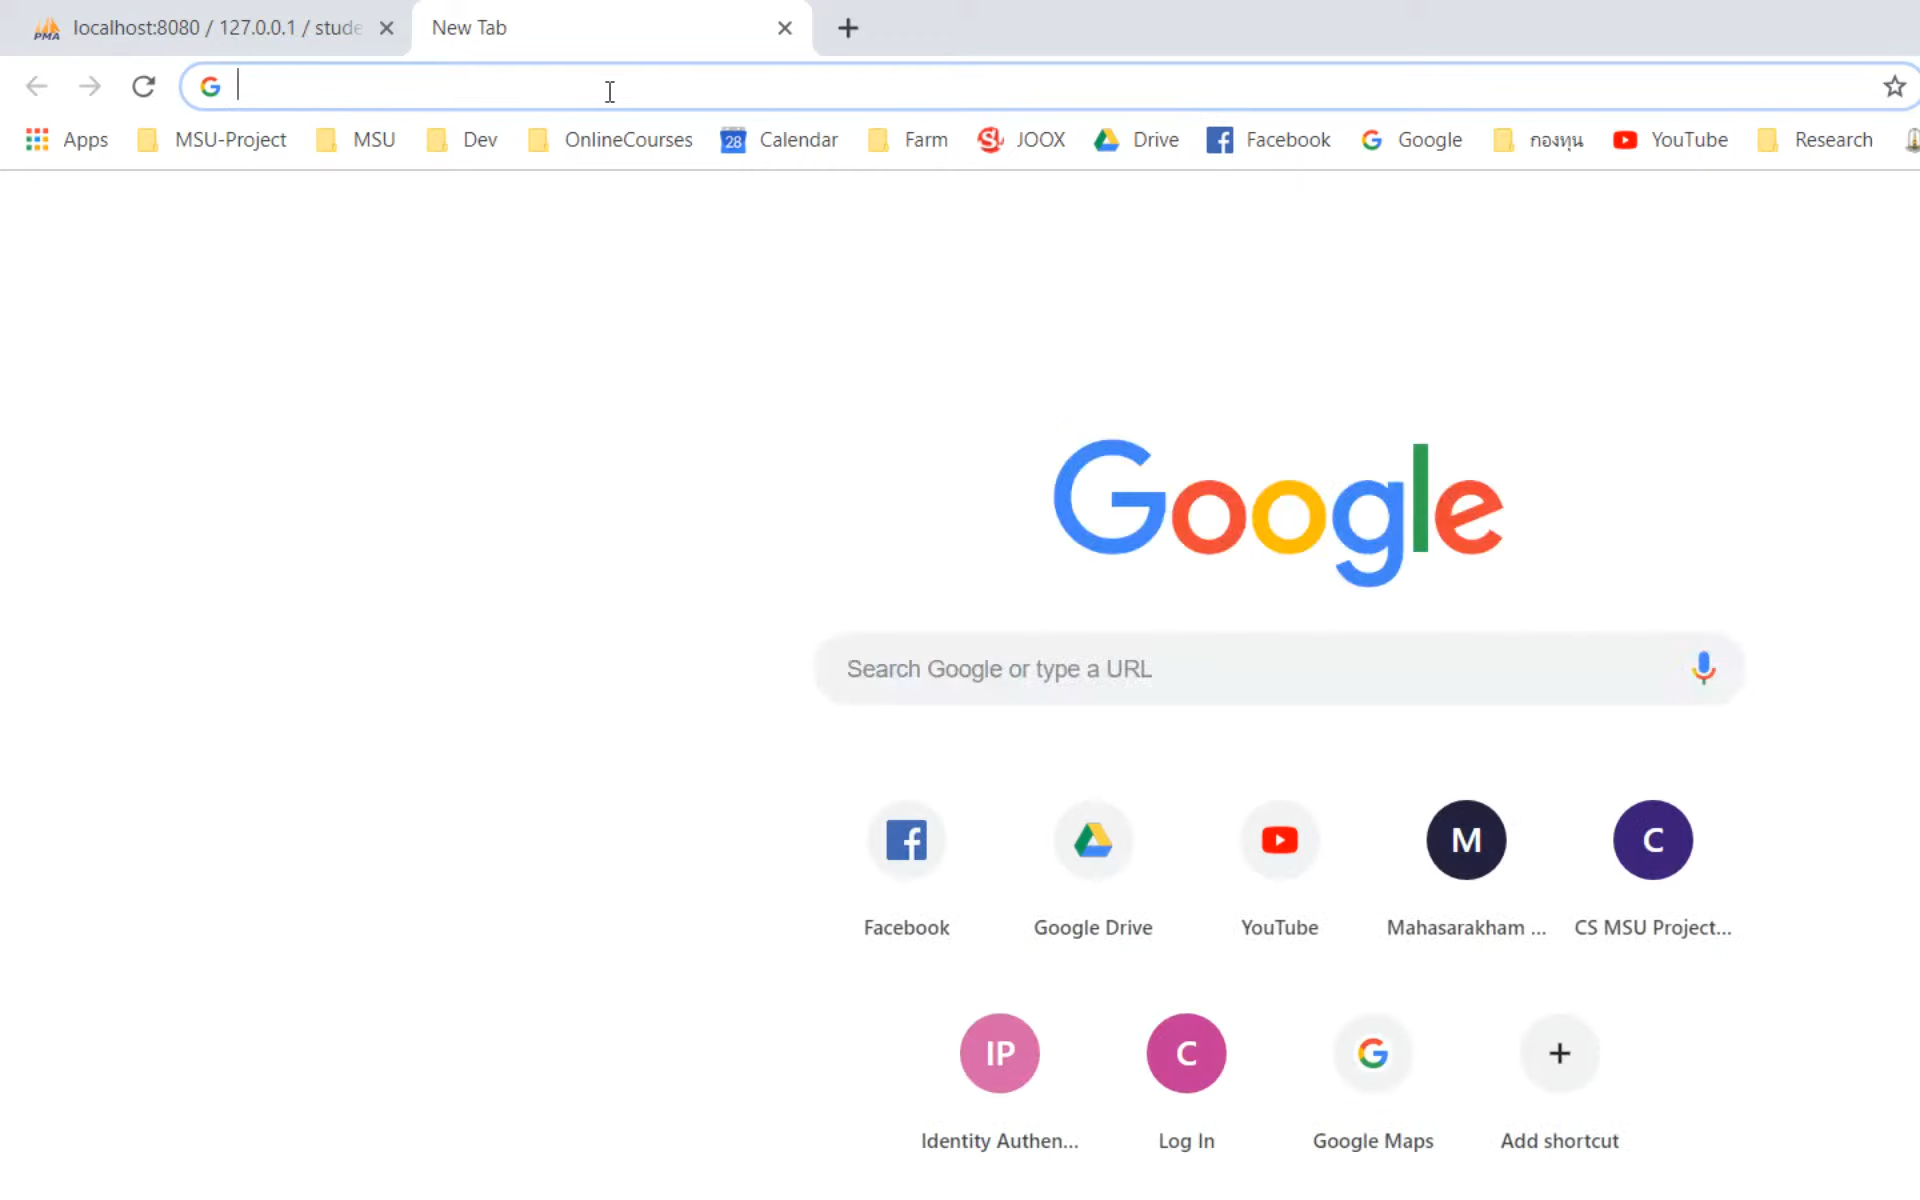 localhost:8080 / 127.0.0.1 / stude
New Tab
Apps MSU-Project MSU Dev OnlineCourses 28 Calendar Farm JOOX Drive Facebook Google กองทุน YouTube Research
Google
Search Google or type a URL
M C
Facebook Google Drive YouTube Mahasarakham ... CS MSU Project...
IP C
Identity Authen... Log In Google Maps Add shortcut